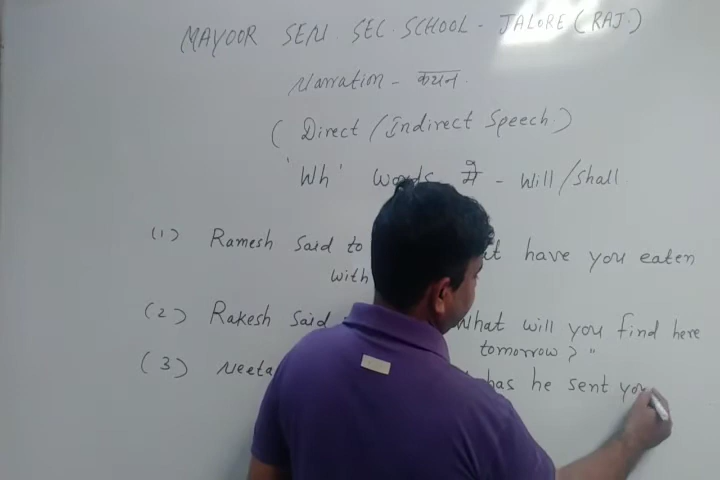 MAYOOR SEN. SEC. SCHOOL - JALORE (RAJ.)
Narration - कथन
( Direct / Indirect Speech )
'Wh' words में - Will/Shall
(1) Ramesh said to have you eaten
with
(2) Rakesh said What will you find here
tomorrow? "
(3) Neeta has he sent you